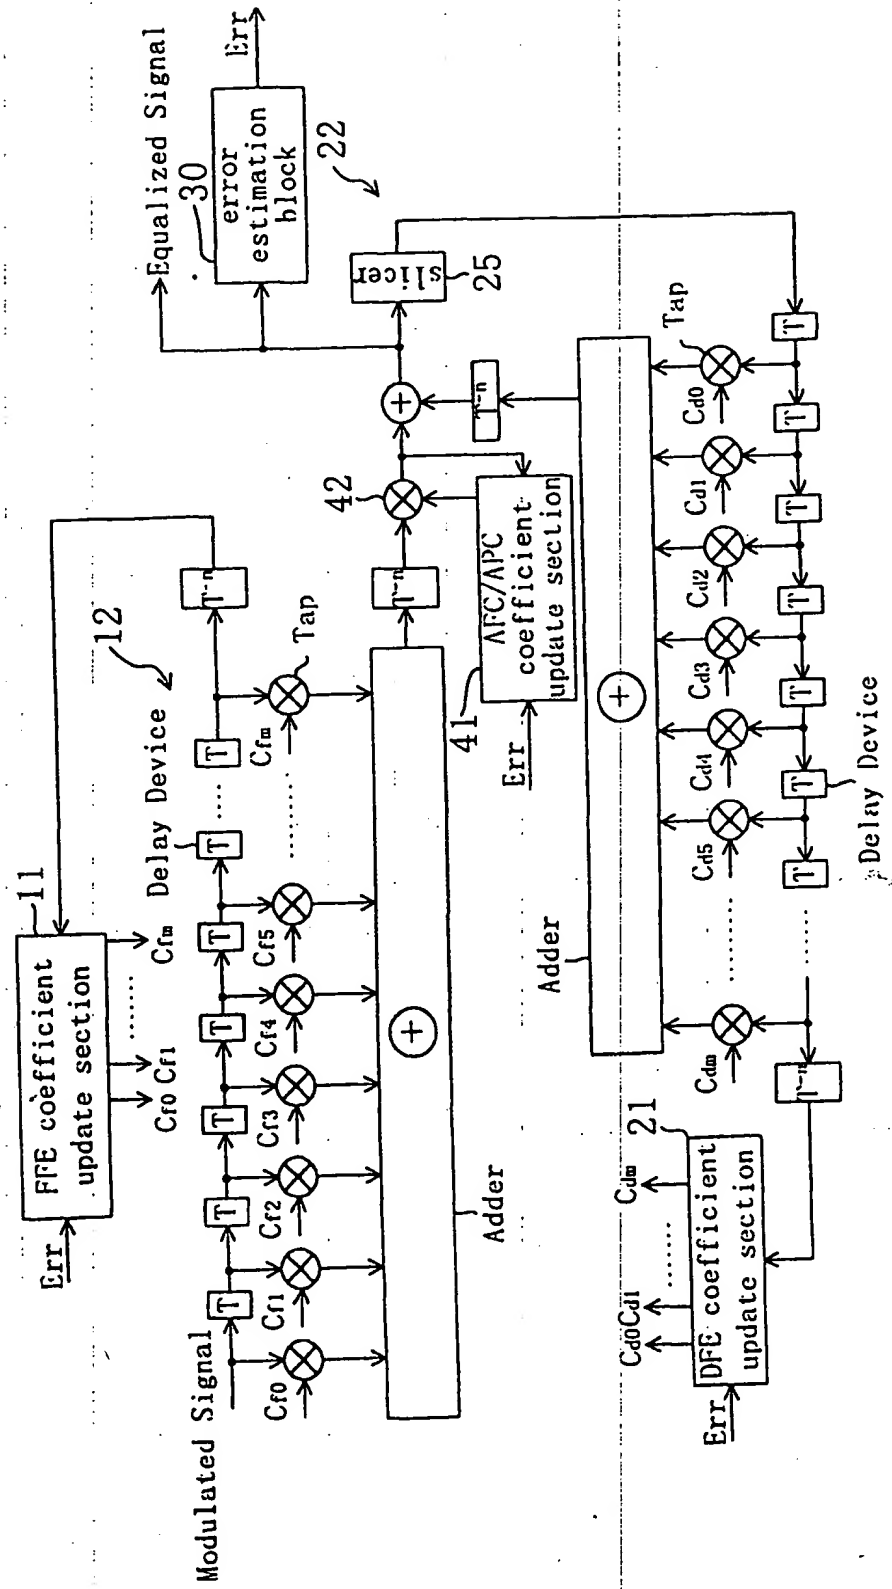 FFE coefficient
update section
11
Err
Cf0
Cf1
........
Cfm
Modulated Signal
T
T
T
T
T
T
....
T
T-n
Delay Device
12
Cf0
Cf1
Cf2
Cf3
Cf4
Cf5
........
Cfm
Tap
+
Adder
T-n
42
+
Equalized Signal
30
error
estimation
block
Err
22
slicer
25
41
AFC/APC
coefficient
update section
Err
T-n
Adder
+
Cdm
........
Cd5
Cd4
Cd3
Cd2
Cd1
Cd0
Tap
T-n
......
T
T
T
T
T
T
T
Delay Device
21
DFE coefficient
update section
Err
Cd0
Cd1
.......
Cdm